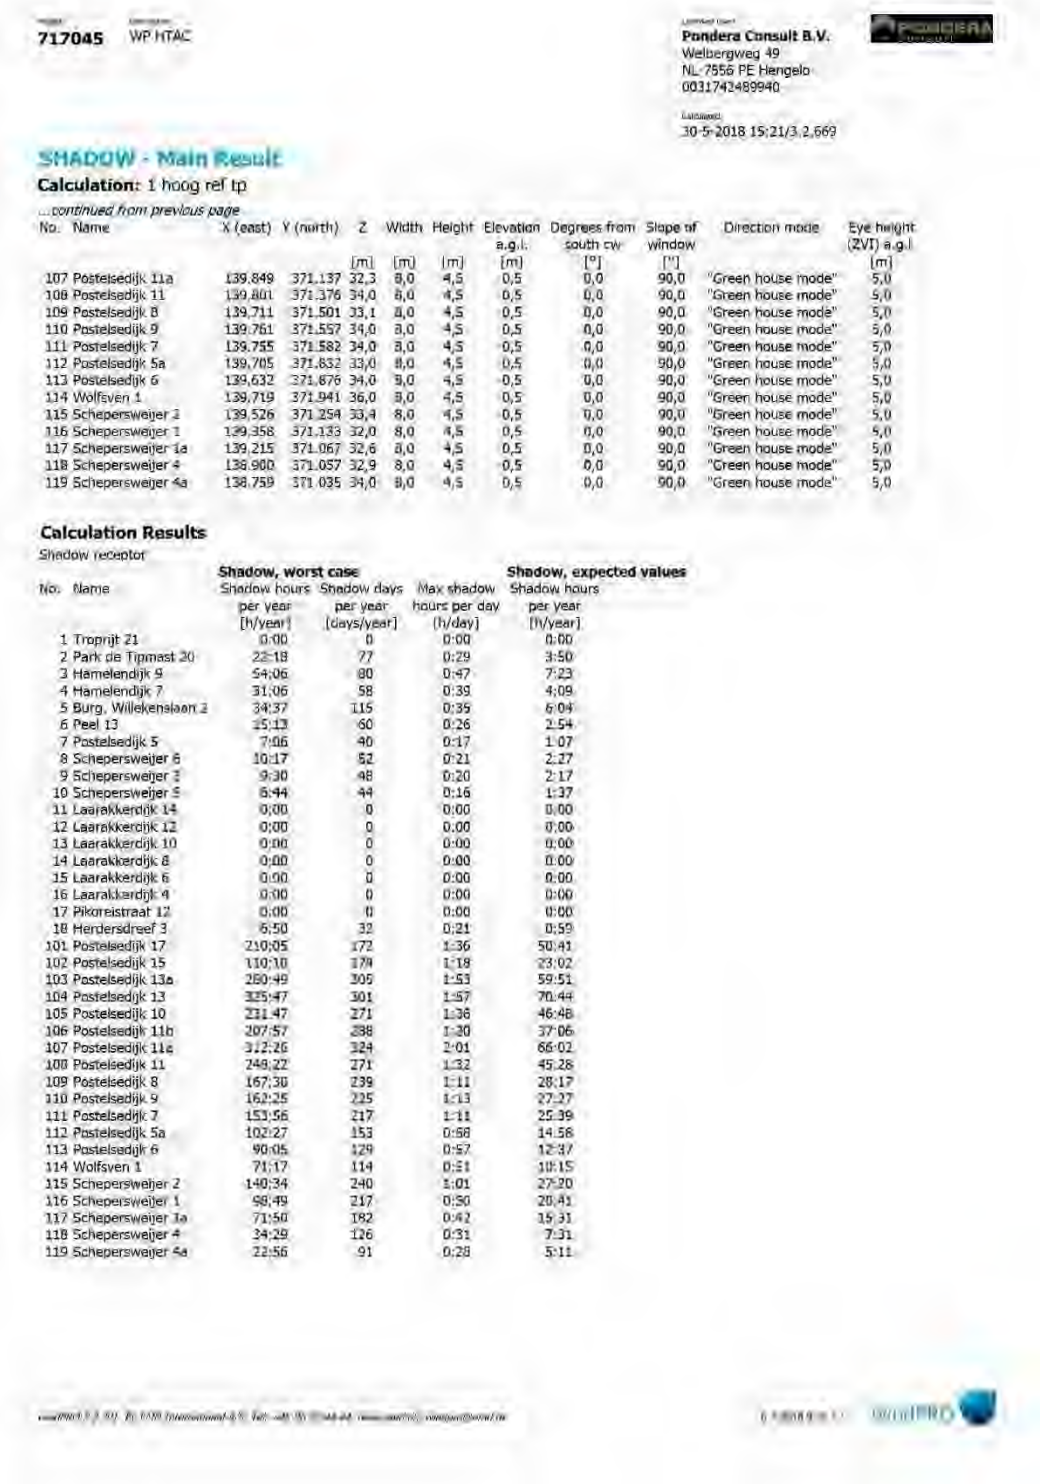 717045 WP HTAC
Pondera Consult B.V.
Welbergweg 49
NL-7556 PE Hengelo
0031742489940
PONDERA
30-5-2018 15:21/3.2.669
SHADOW - Main Result
Calculation: 1 hoog ref tp
...continued from previous page
No. Name X (east) Y (north) Z Width Height Elevation Degrees from Slope of Direction mode Eye height
a.g.l. south cw window (ZVI) a.g.l.
[m] [m] [m] [m] [°] [°] [m]
107 Postelsedijk 11a 139.849 371.137 32,3 8,0 4,5 0,5 0,0 90,0 "Green house mode" 5,0
108 Postelsedijk 11 139.801 371.376 34,0 8,0 4,5 0,5 0,0 90,0 "Green house mode" 5,0
109 Postelsedijk 8 139.711 371.501 33,1 8,0 4,5 0,5 0,0 90,0 "Green house mode" 5,0
110 Postelsedijk 9 139.761 371.557 34,0 8,0 4,5 0,5 0,0 90,0 "Green house mode" 5,0
111 Postelsedijk 7 139.755 371.582 34,0 8,0 4,5 0,5 0,0 90,0 "Green house mode" 5,0
112 Postelsedijk 5a 139.705 371.832 33,0 8,0 4,5 0,5 0,0 90,0 "Green house mode" 5,0
113 Postelsedijk 6 139.632 371.876 34,0 8,0 4,5 0,5 0,0 90,0 "Green house mode" 5,0
114 Wolfsven 1 139.719 371.941 36,0 8,0 4,5 0,5 0,0 90,0 "Green house mode" 5,0
115 Schepersweijer 2 139.526 371.254 33,4 8,0 4,5 0,5 0,0 90,0 "Green house mode" 5,0
116 Schepersweijer 1 139.358 371.133 32,0 8,0 4,5 0,5 0,0 90,0 "Green house mode" 5,0
117 Schepersweijer 1a 139.215 371.067 32,6 8,0 4,5 0,5 0,0 90,0 "Green house mode" 5,0
118 Schepersweijer 4 138.900 371.057 32,9 8,0 4,5 0,5 0,0 90,0 "Green house mode" 5,0
119 Schepersweijer 4a 138.759 371.035 34,0 8,0 4,5 0,5 0,0 90,0 "Green house mode" 5,0
Calculation Results
Shadow receptor
Shadow, worst case Shadow, expected values
No. Name Shadow hours Shadow days Max shadow Shadow hours
per year per year hours per day per year
[h/year] [days/year] [h/day] [h/year]
1 Troprijt 21 0:00 0 0:00 0:00
2 Park de Tipmast 20 22:18 77 0:29 3:50
3 Hamelendijk 9 54:06 80 0:47 7:23
4 Hamelendijk 7 31:06 58 0:39 4:09
5 Burg. Willekenslaan 2 34:37 115 0:35 6:04
6 Peel 13 15:13 60 0:26 2:54
7 Postelsedijk 5 7:06 40 0:17 1:07
8 Schepersweijer 6 10:17 52 0:21 2:27
9 Schepersweijer 3 9:30 48 0:20 2:17
10 Schepersweijer 5 6:44 44 0:16 1:37
11 Laarakkerdijk 14 0:00 0 0:00 0:00
12 Laarakkerdijk 12 0:00 0 0:00 0:00
13 Laarakkerdijk 10 0:00 0 0:00 0:00
14 Laarakkerdijk 8 0:00 0 0:00 0:00
15 Laarakkerdijk 6 0:00 0 0:00 0:00
16 Laarakkerdijk 4 0:00 0 0:00 0:00
17 Pikoreistraat 12 0:00 0 0:00 0:00
18 Herdersdreef 3 6:50 32 0:21 0:59
101 Postelsedijk 17 210:05 172 1:36 50:41
102 Postelsedijk 15 110:10 174 1:18 23:02
103 Postelsedijk 13a 280:49 305 1:53 59:51
104 Postelsedijk 13 325:47 301 1:57 70:44
105 Postelsedijk 10 231:47 271 1:36 46:48
106 Postelsedijk 11b 207:57 288 1:20 37:06
107 Postelsedijk 11a 312:26 324 2:01 66:02
108 Postelsedijk 11 248:22 271 1:32 45:28
109 Postelsedijk 8 167:30 239 1:11 28:17
110 Postelsedijk 9 162:25 225 1:13 27:27
111 Postelsedijk 7 153:56 217 1:11 25:39
112 Postelsedijk 5a 102:27 153 0:58 14:58
113 Postelsedijk 6 90:05 129 0:57 12:37
114 Wolfsven 1 71:17 114 0:51 10:15
115 Schepersweijer 2 140:34 240 1:01 27:20
116 Schepersweijer 1 98:49 217 0:50 20:41
117 Schepersweijer 1a 71:50 182 0:42 15:31
118 Schepersweijer 4 34:29 126 0:31 7:31
119 Schepersweijer 4a 22:56 91 0:28 5:11
windPRO